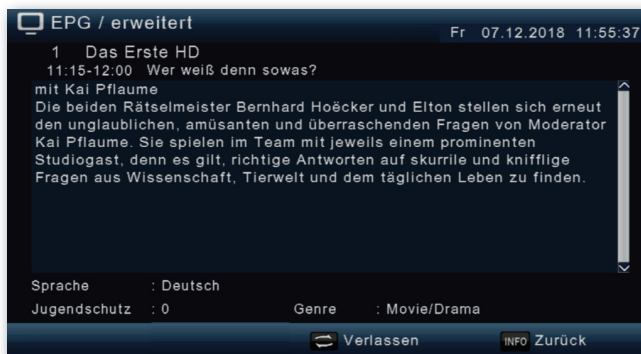 EPG / erweitert
Fr 07.12.2018 11:55:37
1 Das Erste HD
11:15-12:00 Wer weiß denn sowas?
mit Kai Pflaume
Die beiden Rätselmeister Bernhard Hoëcker und Elton stellen sich erneut
den unglaublichen, amüsanten und überraschenden Fragen von Moderator
Kai Pflaume. Sie spielen im Team mit jeweils einem prominenten
Studiogast, denn es gilt, richtige Antworten auf skurrile und knifflige
Fragen aus Wissenschaft, Tierwelt und dem täglichen Leben zu finden.
Sprache : Deutsch
Jugendschutz : 0 Genre : Movie/Drama
Verlassen INFO Zurück